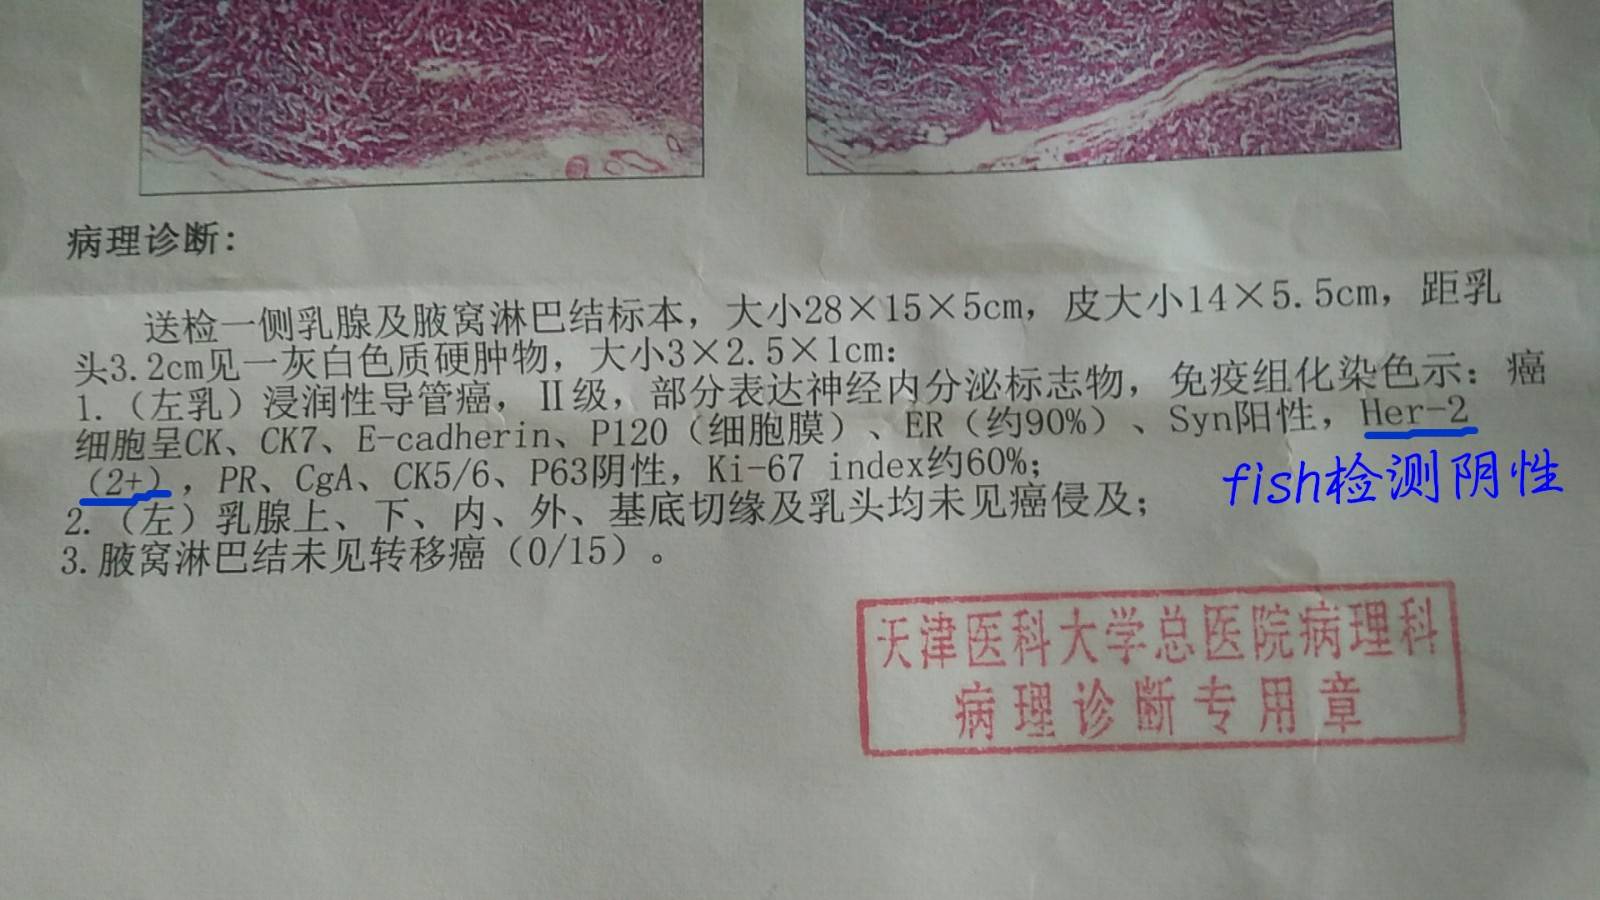 病理诊断：
送检一侧乳腺及腋窝淋巴结标本，大小28×15×5cm，皮大小14×5.5cm，距乳
头3.2cm见一灰白色质硬肿物，大小3×2.5×1cm：
1.（左乳）浸润性导管癌，Ⅱ级，部分表达神经内分泌标志物，免疫组化染色示：癌
细胞呈CK、CK7、E-cadherin、P120（细胞膜）、ER（约90%）、Syn阳性，Her-2
（2+），PR、CgA、CK5/6、P63阴性，Ki-67 index约60%；
fish检测阴性
2.（左）乳腺上、下、内、外、基底切缘及乳头均未见癌侵及；
3.腋窝淋巴结未见转移癌（0/15）。
天津医科大学总医院病理科
病理诊断专用章